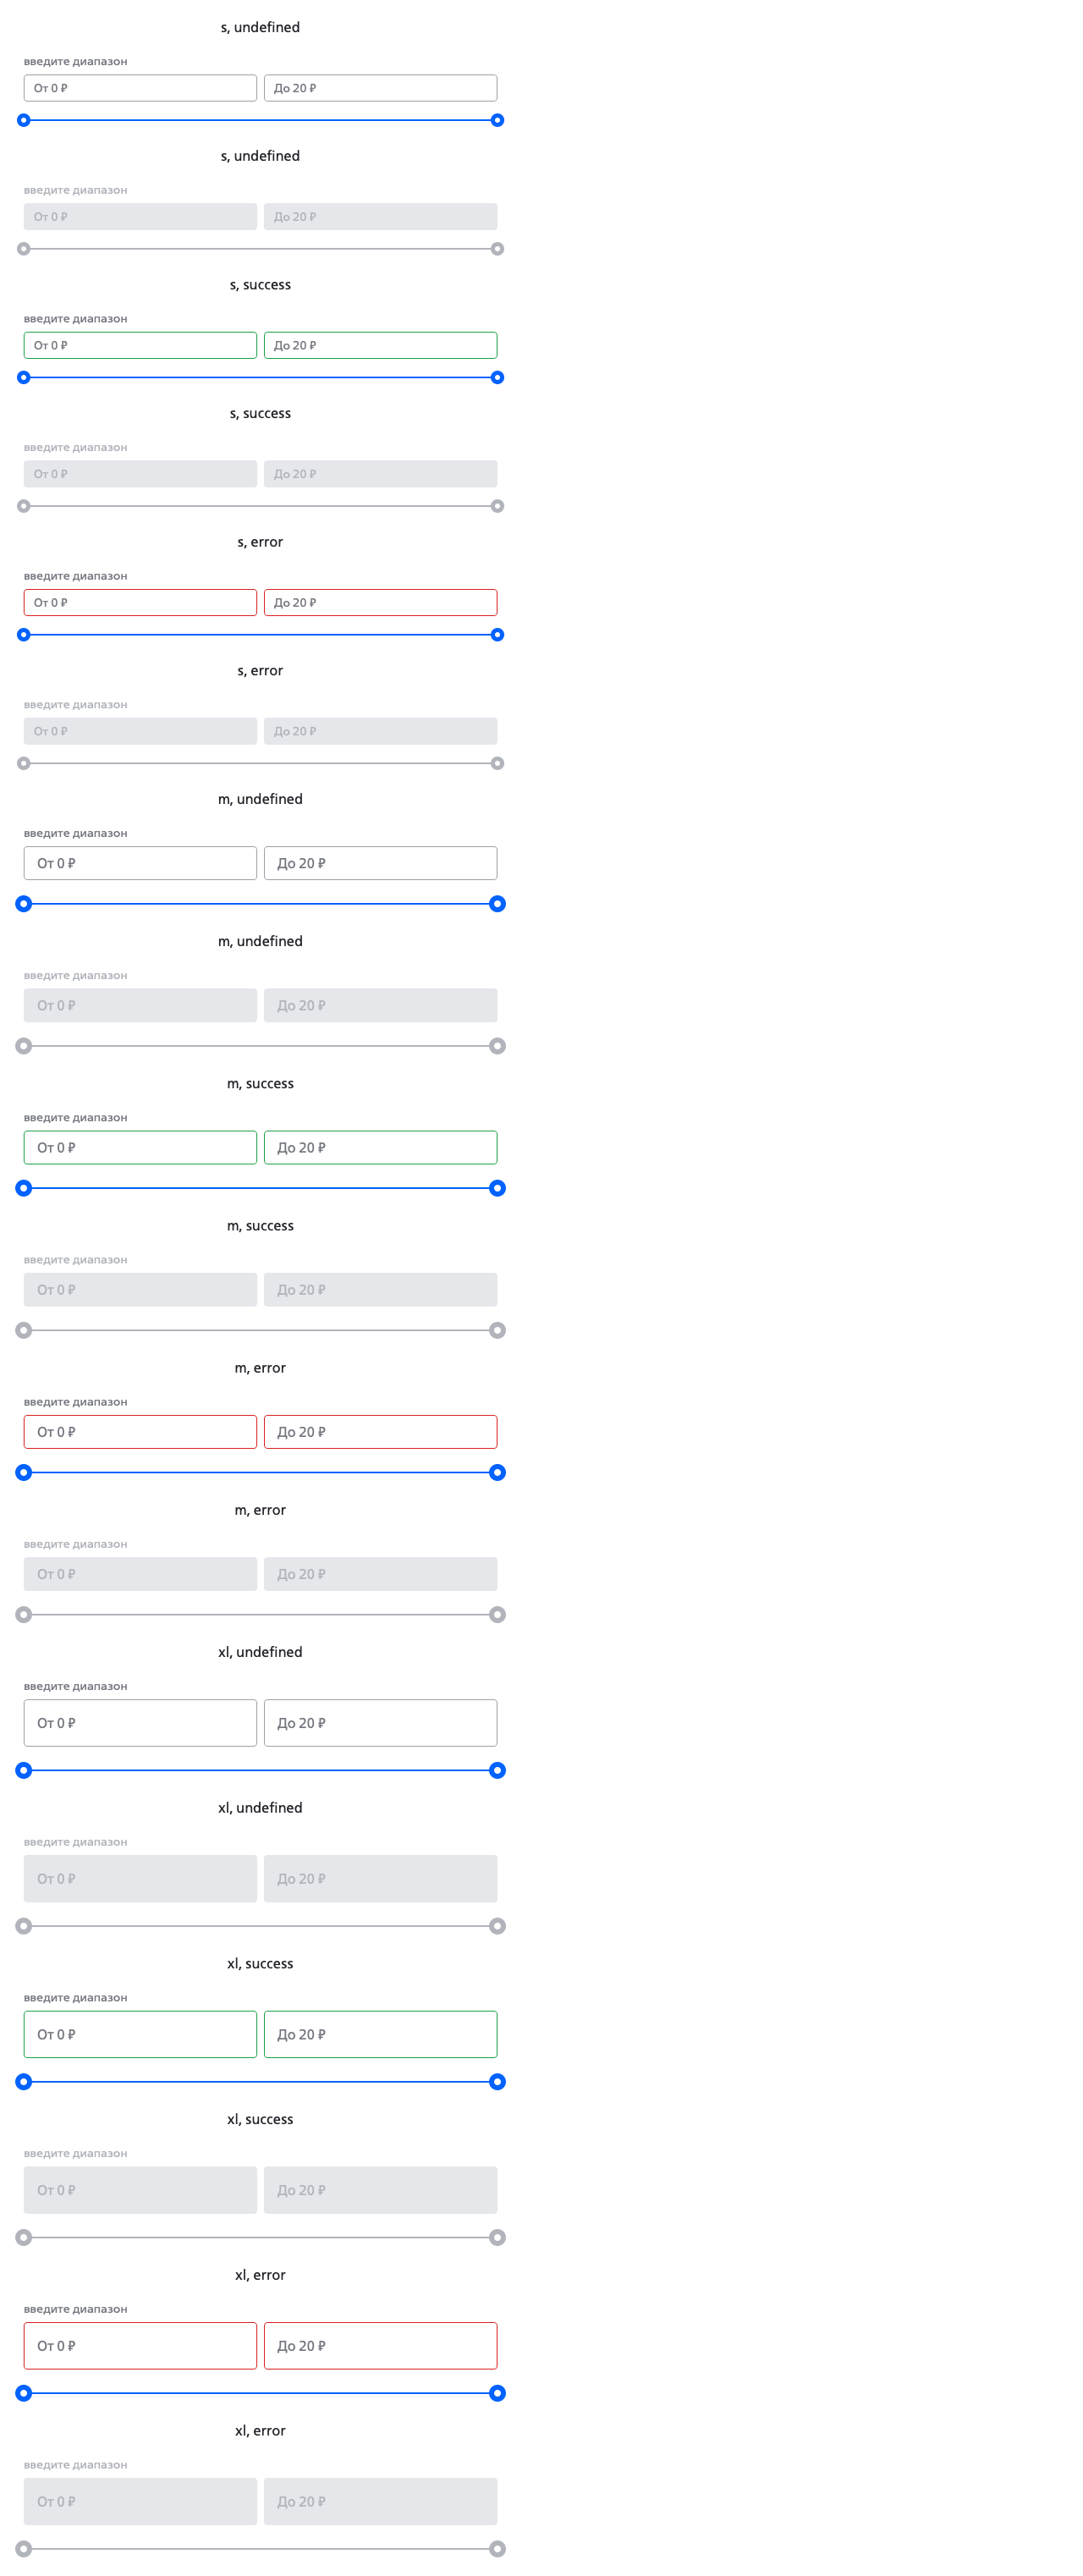 s, undefined
введите диапазон
От 0 ₽ До 20 ₽
s, undefined
введите диапазон
От 0 ₽ До 20 ₽
s, success
введите диапазон
От 0 ₽ До 20 ₽
s, success
введите диапазон
От 0 ₽ До 20 ₽
s, error
введите диапазон
От 0 ₽ До 20 ₽
s, error
введите диапазон
От 0 ₽ До 20 ₽
m, undefined
введите диапазон
От 0 ₽ До 20 ₽
m, undefined
введите диапазон
От 0 ₽ До 20 ₽
m, success
введите диапазон
От 0 ₽ До 20 ₽
m, success
введите диапазон
От 0 ₽ До 20 ₽
m, error
введите диапазон
От 0 ₽ До 20 ₽
m, error
введите диапазон
От 0 ₽ До 20 ₽
xl, undefined
введите диапазон
От 0 ₽ До 20 ₽
xl, undefined
введите диапазон
От 0 ₽ До 20 ₽
xl, success
введите диапазон
От 0 ₽ До 20 ₽
xl, success
введите диапазон
От 0 ₽ До 20 ₽
xl, error
введите диапазон
От 0 ₽ До 20 ₽
xl, error
введите диапазон
От 0 ₽ До 20 ₽